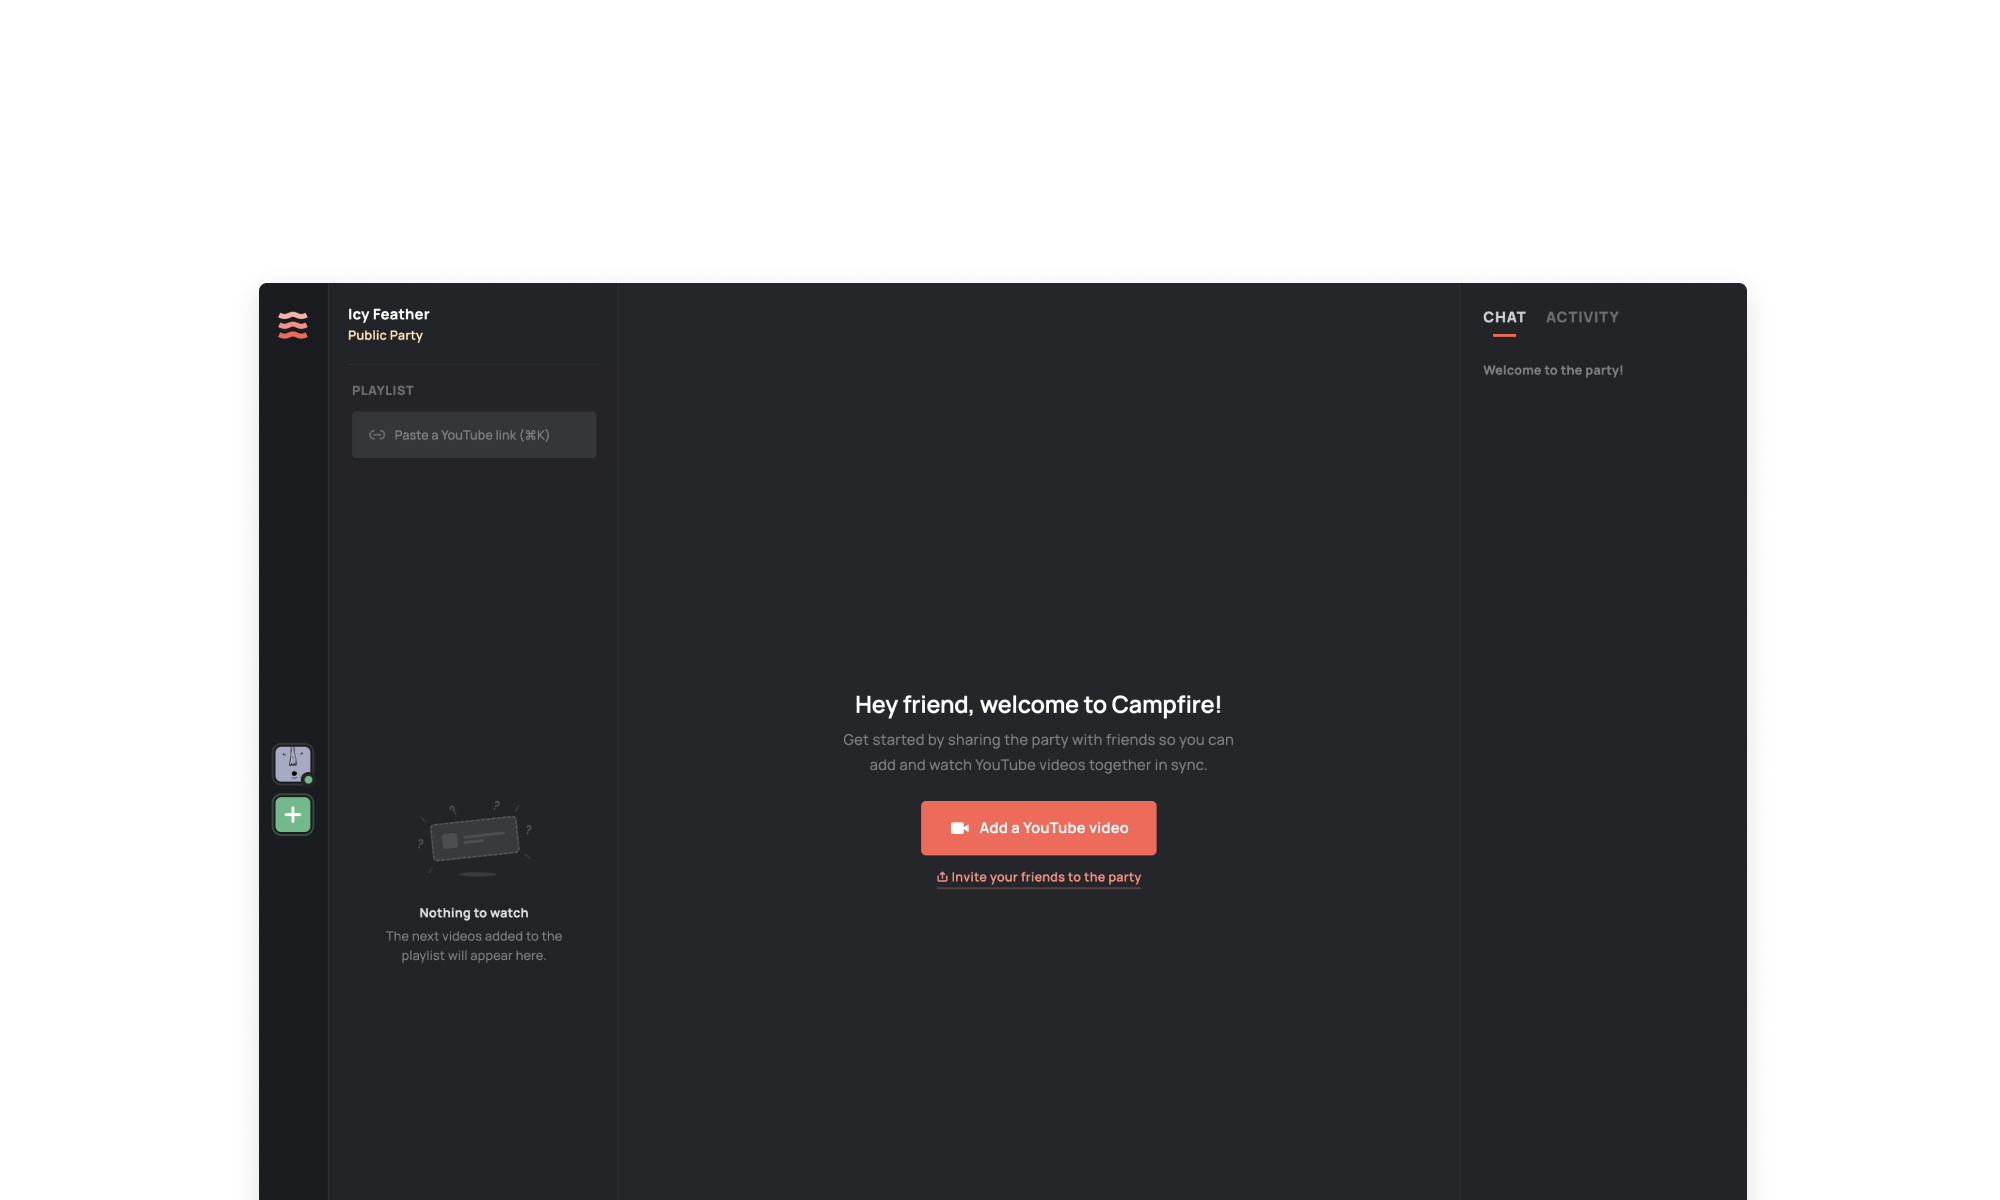 Icy Feather
Public Party
PLAYLIST
Paste a YouTube link (⌘K)
Nothing to watch
The next videos added to the
playlist will appear here.
Hey friend, welcome to Campfire!
Get started by sharing the party with friends so you can
add and watch YouTube videos together in sync.
Add a YouTube video
Invite your friends to the party
CHAT ACTIVITY
Welcome to the party!